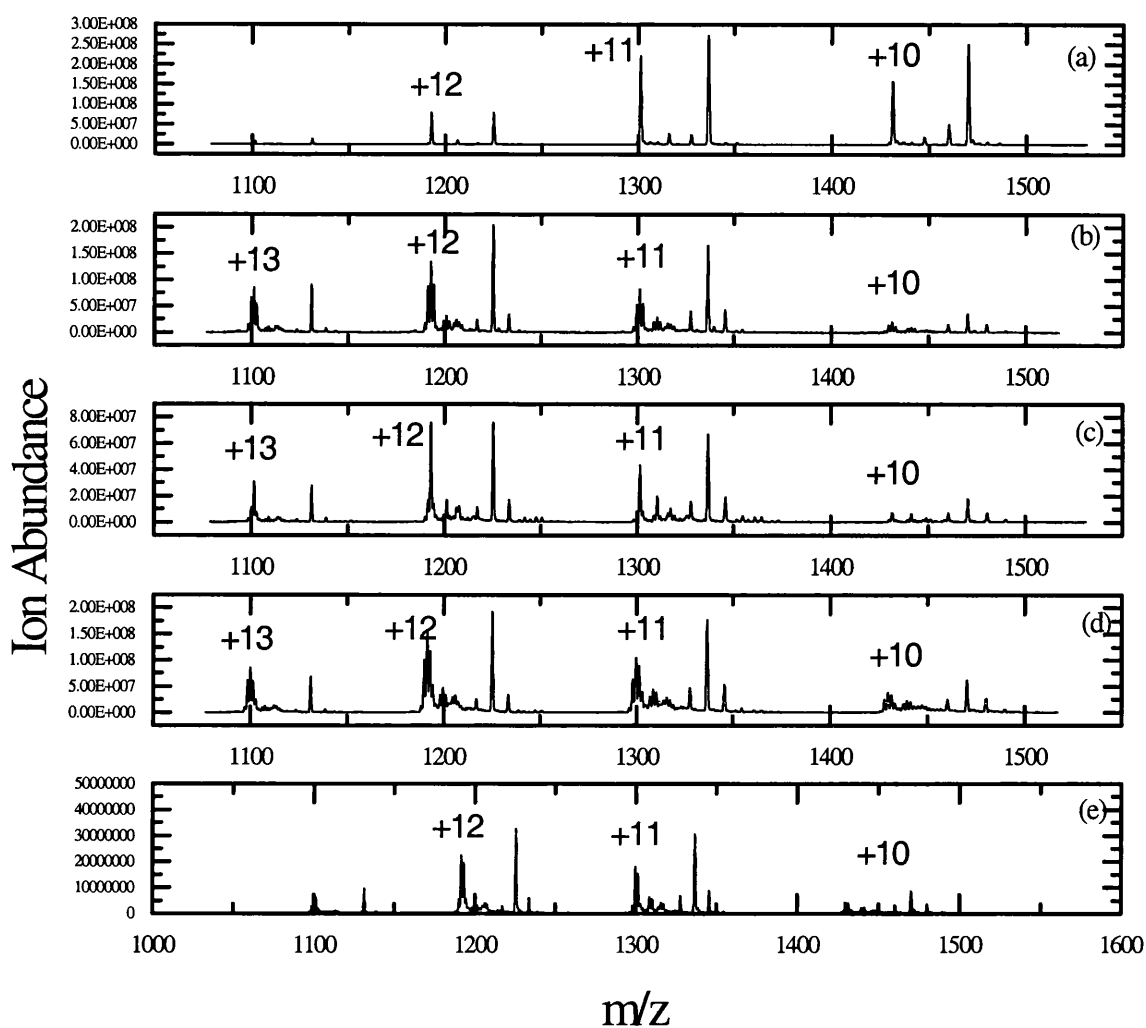 3.00E+008
2.50E+008
2.00E+008
1.50E+008
1.00E+008
5.00E+007
0.00E+000
+12
+11
+10
(a)
1100 1200 1300 1400 1500
2.00E+008
1.50E+008
1.00E+008
5.00E+007
0.00E+000
+13
+12
+11
+10
(b)
1100 1200 1300 1400 1500
8.00E+007
6.00E+007
4.00E+007
2.00E+007
0.00E+000
+13
+12
+11
+10
(c)
1100 1200 1300 1400 1500
2.00E+008
1.50E+008
1.00E+008
5.00E+007
0.00E+000
+13
+12
+11
+10
(d)
1100 1200 1300 1400 1500
50000000
40000000
30000000
20000000
10000000
0
+12
+11
+10
(e)
1000 1100 1200 1300 1400 1500 1600
Ion Abundance
m/z